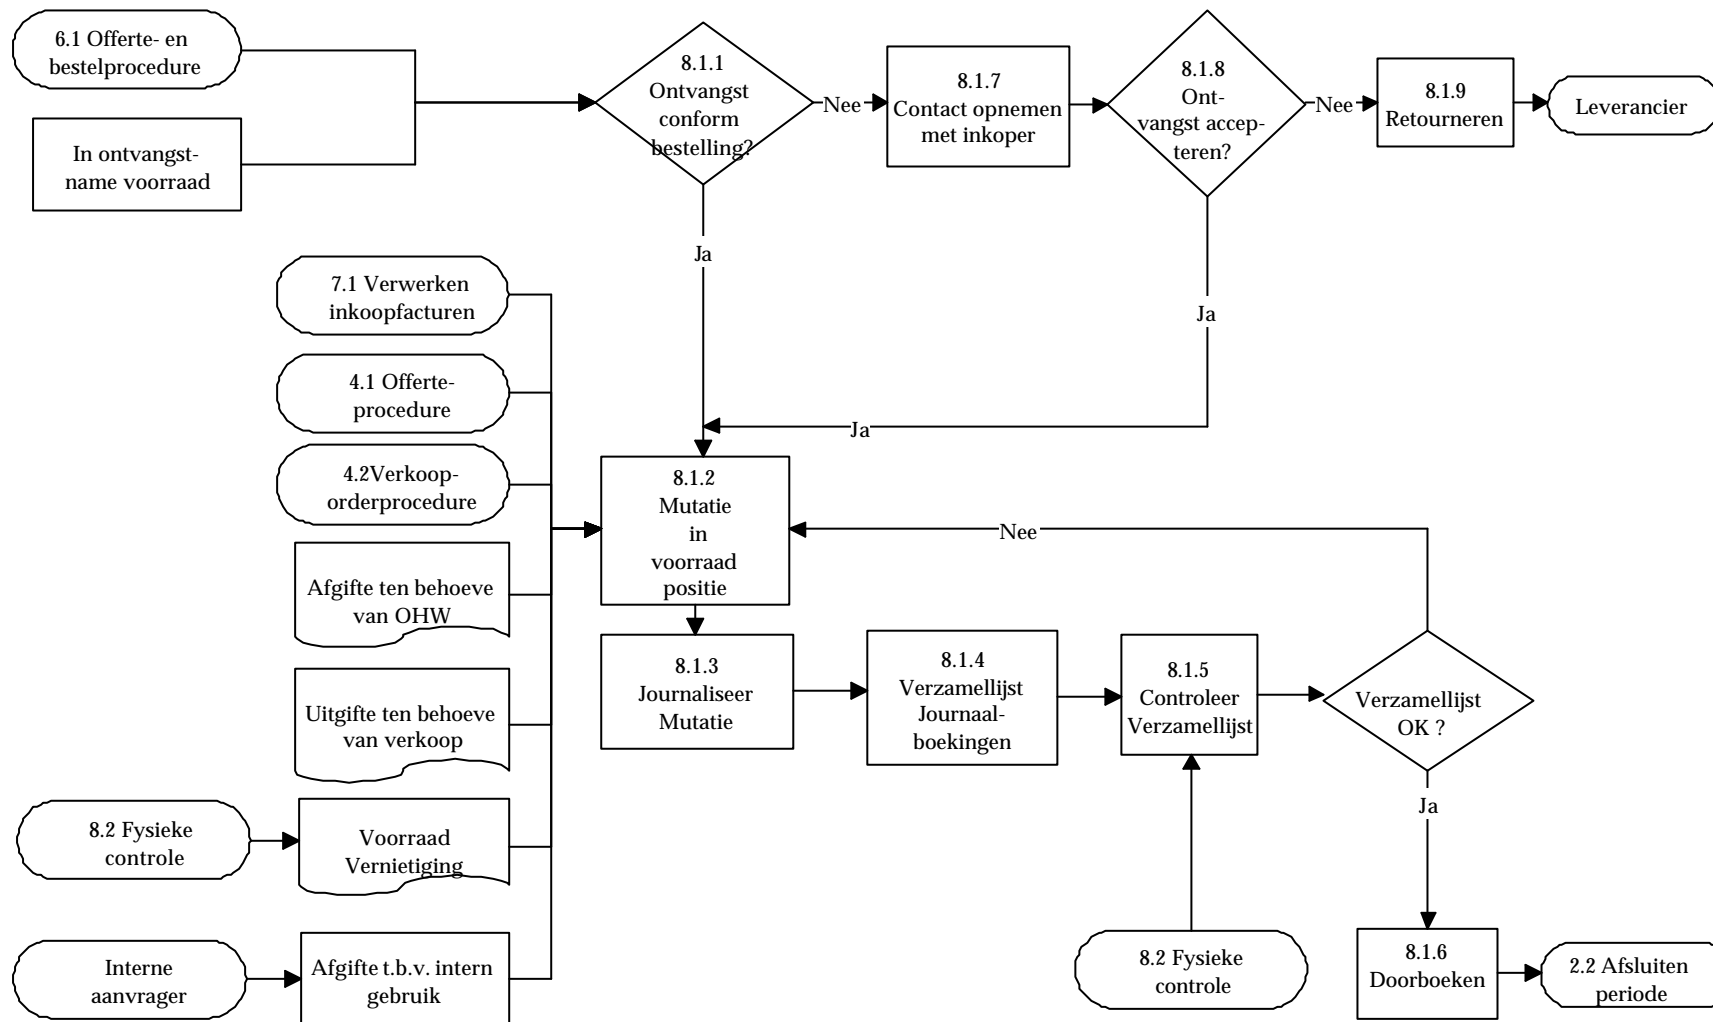 6.1 Offerte- en
bestelprocedure
In ontvangst-
name voorraad
8.1.1
Ontvangst
conform
bestelling?
Nee
8.1.7
Contact opnemen
met inkoper
8.1.8
Ont-
vangst accep-
teren?
Nee
8.1.9
Retourneren
Leverancier
Ja
Ja
Ja
7.1 Verwerken
inkoopfacturen
4.1 Offerte-
procedure
4.2Verkoop-
orderprocedure
Afgifte ten behoeve
van OHW
Uitgifte ten behoeve
van verkoop
8.2 Fysieke
controle
Voorraad
Vernietiging
Interne
aanvrager
Afgifte t.b.v. intern
gebruik
8.1.2
Mutatie
in
voorraad
positie
Nee
8.1.3
Journaliseer
Mutatie
8.1.4
Verzamellijst
Journaal-
boekingen
8.1.5
Controleer
Verzamellijst
Verzamellijst
OK ?
Ja
8.2 Fysieke
controle
8.1.6
Doorboeken
2.2 Afsluiten
periode